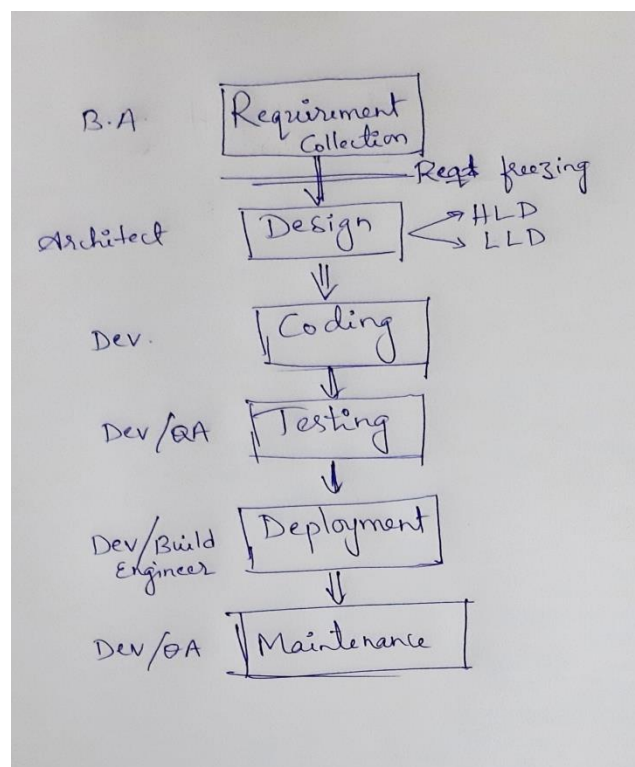 B.A
Requirement
Collection
Reqt freezing
Architect
Design
HLD
LLD
Dev.
Coding
Dev/QA
Testing
Dev/Build
Engineer
Deployment
Dev/QA
Maintenance